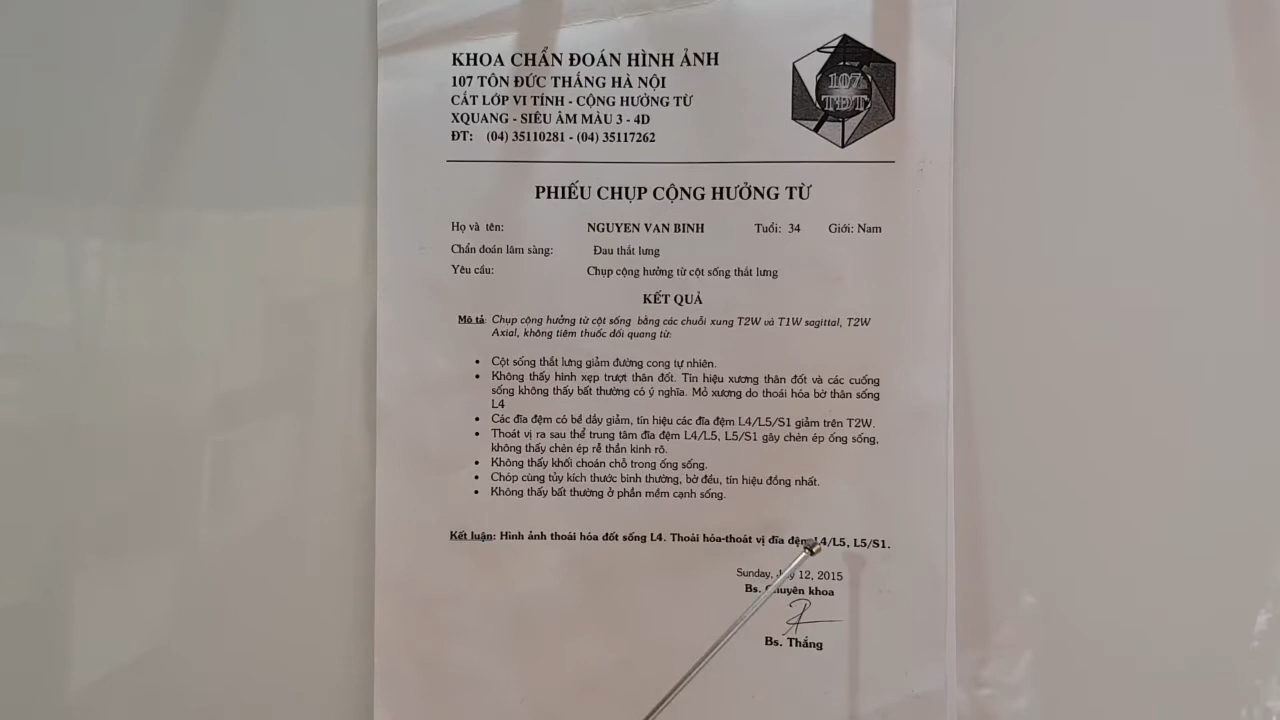 KHOA CHẨN ĐOÁN HÌNH ẢNH
107 TÔN ĐỨC THẮNG HÀ NỘI
CẮT LỚP VI TÍNH - CỘNG HƯỞNG TỪ
XQUANG - SIÊU ÂM MÀU 3 - 4D
ĐT: (04) 35110281 - (04) 35117262
107
TĐT
PHIẾU CHỤP CỘNG HƯỞNG TỪ
Họ và tên: NGUYEN VAN BINH Tuổi: 34 Giới: Nam
Chẩn đoán lâm sàng: Đau thắt lưng
Yêu cầu: Chụp cộng hưởng từ cột sống thắt lưng
KẾT QUẢ
Mô tả: Chụp cộng hưởng từ cột sống bằng các chuỗi xung T2W và T1W sagittal, T2W
Axial, không tiêm thuốc đối quang từ:
• Cột sống thắt lưng giảm đường cong tự nhiên.
• Không thấy hình xẹp trượt thân đốt. Tín hiệu xương thân đốt và các cuống
sống không thấy bất thường có ý nghĩa. Mỏ xương do thoái hóa bờ thân sống
L4
• Các đĩa đệm có bề dầy giảm, tín hiệu các đĩa đệm L4/L5/S1 giảm trên T2W.
• Thoát vị ra sau thể trung tâm đĩa đệm L4/L5, L5/S1 gây chèn ép ống sống,
không thấy chèn ép rễ thần kinh rõ.
• Không thấy khối choán chỗ trong ống sống.
• Chóp cùng tủy kích thước bình thường, bờ đều, tín hiệu đồng nhất.
• Không thấy bất thường ở phần mềm cạnh sống.
Kết luận: Hình ảnh thoái hóa đốt sống L4. Thoái hóa-thoát vị đĩa đệm L4/L5, L5/S1.
Sunday, 12, 2015
Bs. Chuyên khoa
Bs. Thắng